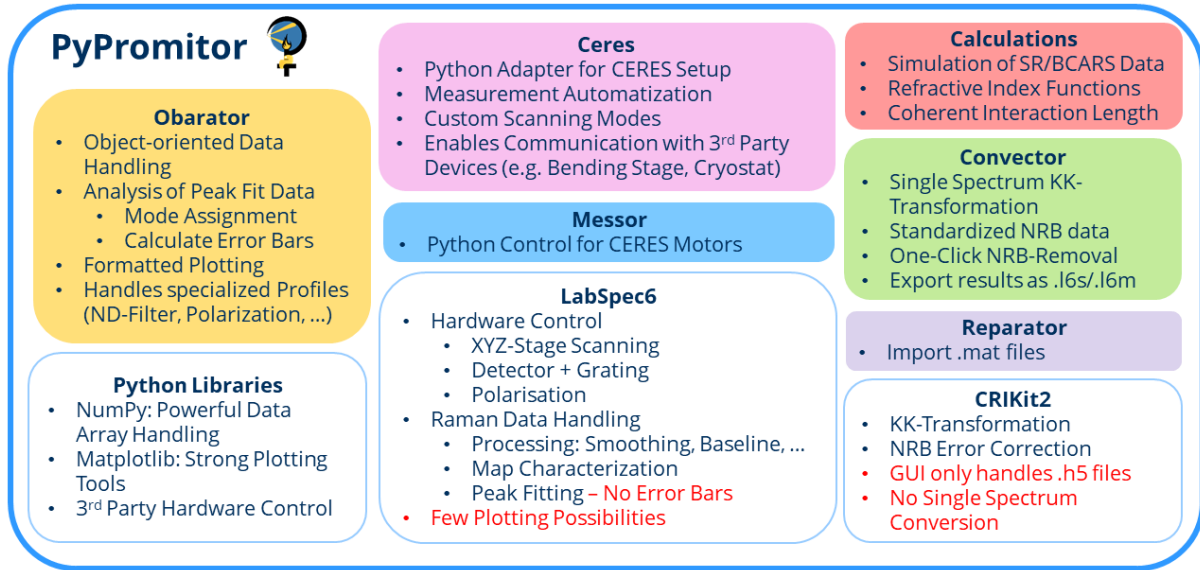 PyPromitor
Obarator
• Object-oriented Data
Handling
• Analysis of Peak Fit Data
• Mode Assignment
• Calculate Error Bars
• Formatted Plotting
• Handles specialized Profiles
(ND-Filter, Polarization, ...)
Python Libraries
• NumPy: Powerful Data
Array Handling
• Matplotlib: Strong Plotting
Tools
• 3rd Party Hardware Control
Ceres
• Python Adapter for CERES Setup
• Measurement Automatization
• Custom Scanning Modes
• Enables Communication with 3rd Party
Devices (e.g. Bending Stage, Cryostat)
Messor
• Python Control for CERES Motors
LabSpec6
• Hardware Control
• XYZ-Stage Scanning
• Detector + Grating
• Polarisation
• Raman Data Handling
• Processing: Smoothing, Baseline, ...
• Map Characterization
• Peak Fitting – No Error Bars
• Few Plotting Possibilities
Calculations
• Simulation of SR/BCARS Data
• Refractive Index Functions
• Coherent Interaction Length
Convector
• Single Spectrum KK-
Transformation
• Standardized NRB data
• One-Click NRB-Removal
• Export results as .l6s/.l6m
Reparator
• Import .mat files
CRIKit2
• KK-Transformation
• NRB Error Correction
• GUI only handles .h5 files
• No Single Spectrum
Conversion